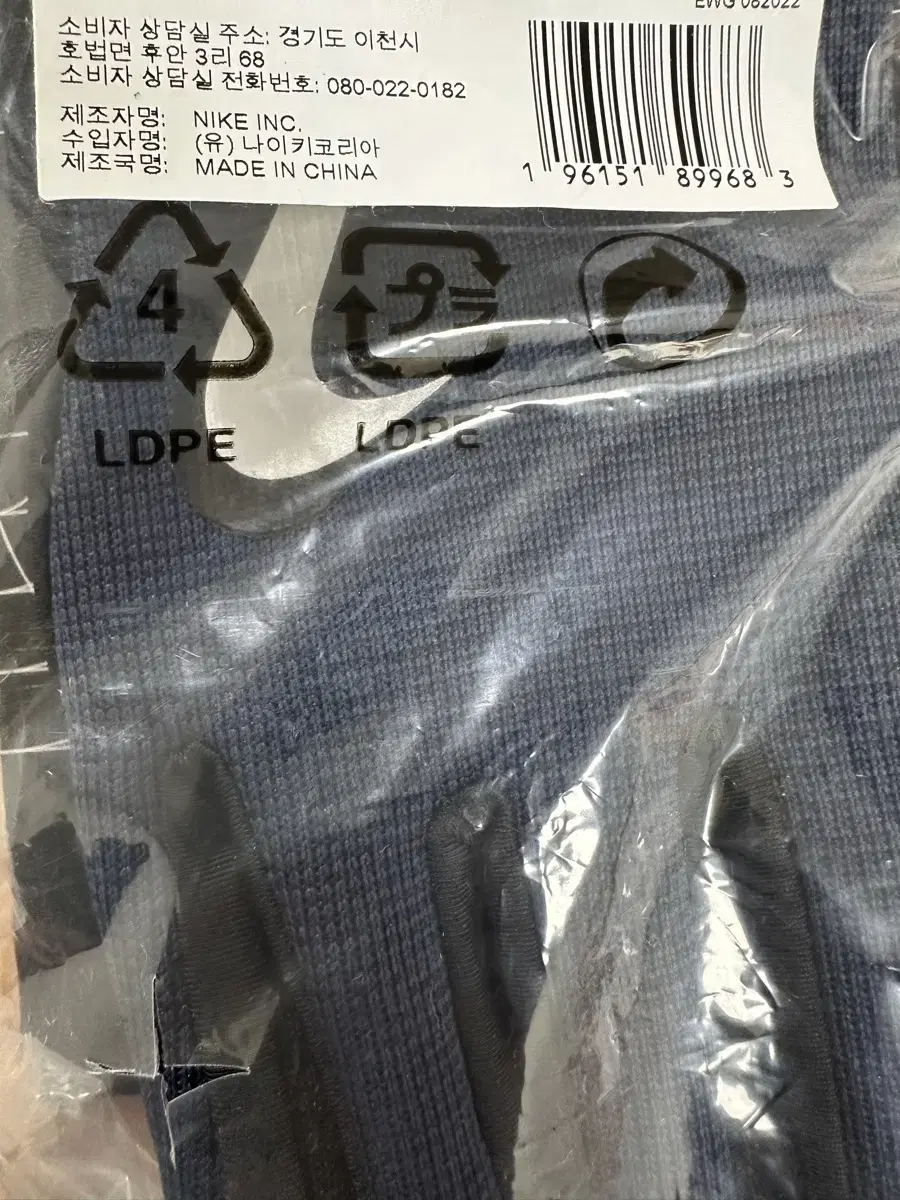 EWG 082022
소비자 상담실 주소: 경기도 이천시
호법면 후안 3리 68
소비자 상담실 전화번호: 080-022-0182
제조자명: NIKE INC.
수입자명: (유) 나이키코리아
제조국명: MADE IN CHINA
1 96151 89968 3
4
LDPE
LDPE